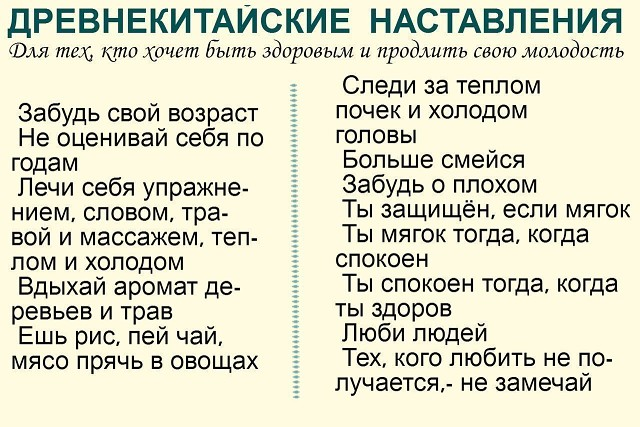 ДРЕВНЕКИТАЙСКИЕ НАСТАВЛЕНИЯ
Для тех, кто хочет быть здоровым и продлить свою молодость
Забудь свой возраст
Не оценивай себя по
годам
Лечи себя упражне-
нием, словом, тра-
вой и массажем, теп-
лом и холодом
Вдыхай аромат де-
ревьев и трав
Ешь рис, пей чай,
мясо прячь в овощах
Следи за теплом
почек и холодом
головы
Больше смейся
Забудь о плохом
Ты защищён, если мягок
Ты мягок тогда, когда
спокоен
Ты спокоен тогда, когда
ты здоров
Люби людей
Тех, кого любить не по-
лучается,- не замечай